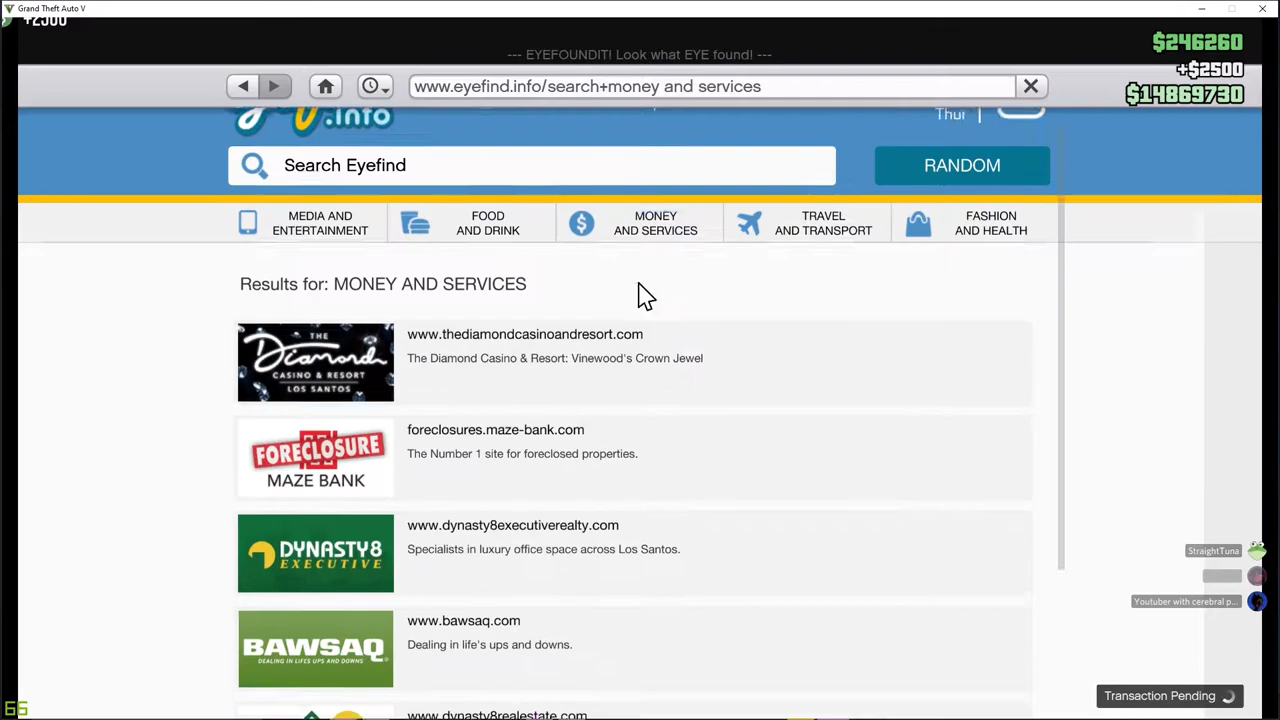 Grand Theft Auto V
+2500
--- EYEFOUNDIT! Look what EYE found! ---
$246260
+$2500
$14869730
www.eyefind.info/search+money and services
.info
Thur
Search Eyefind
RANDOM
MEDIA AND
ENTERTAINMENT
FOOD
AND DRINK
MONEY
AND SERVICES
TRAVEL
AND TRANSPORT
FASHION
AND HEALTH
Results for: MONEY AND SERVICES
THE
Diamond
CASINO & RESORT
LOS SANTOS
www.thediamondcasinoandresort.com
The Diamond Casino & Resort: Vinewood's Crown Jewel
FORECLOSURE
MAZE BANK
foreclosures.maze-bank.com
The Number 1 site for foreclosed properties.
DYNASTY8
EXECUTIVE
www.dynasty8executiverealty.com
Specialists in luxury office space across Los Santos.
BAWSAQ
DEALING IN LIFES UPS AND DOWNS
www.bawsaq.com
Dealing in life's ups and downs.
www.dynasty8realestate.com
StraightTuna
Youtuber with cerebral p...
Transaction Pending
66